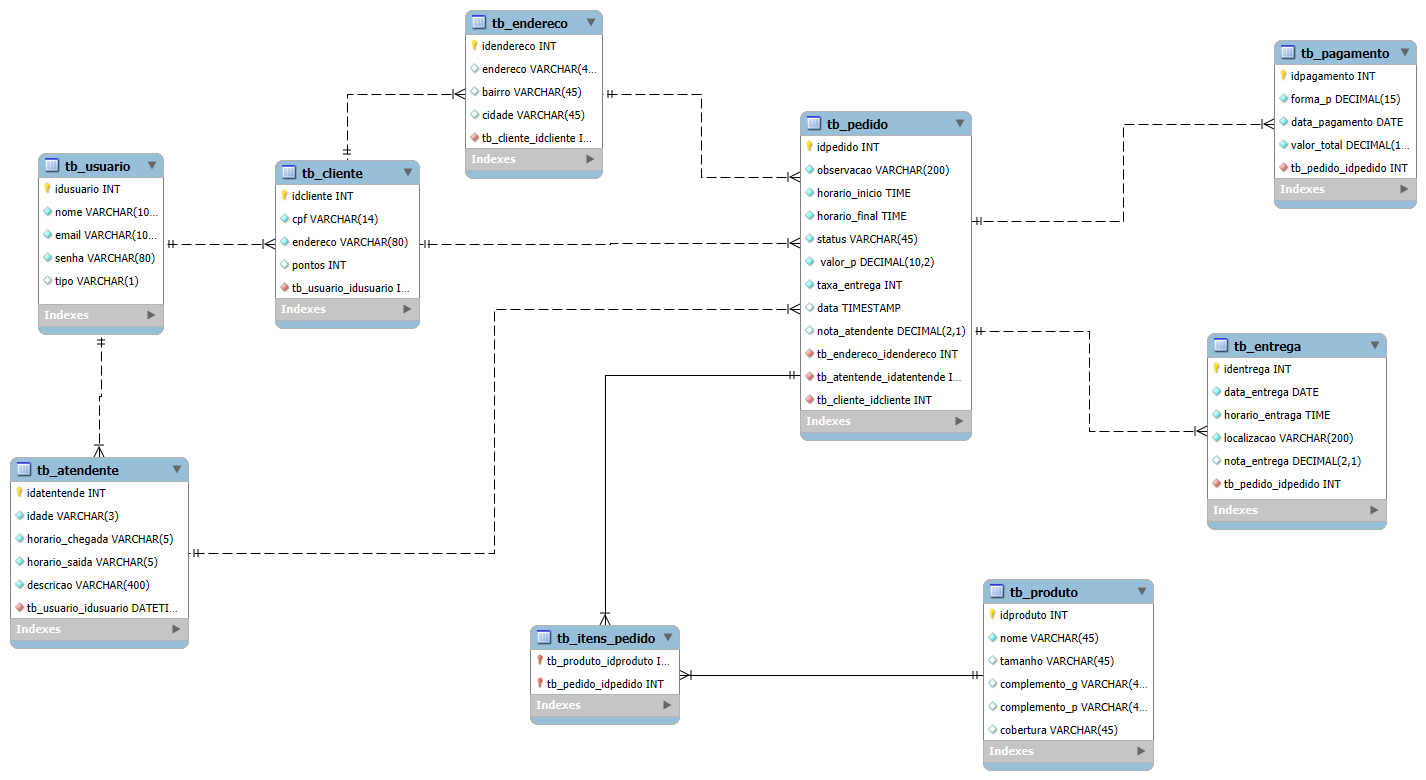 tb_endereco
idendereco INT
endereco VARCHAR(4...
bairro VARCHAR(45)
cidade VARCHAR(45)
tb_cliente_idcliente I...
Indexes
tb_pagamento
idpagamento INT
forma_p DECIMAL(15)
data_pagamento DATE
valor_total DECIMAL(1...
tb_pedido_idpedido INT
Indexes
tb_pedido
idpedido INT
observacao VARCHAR(200)
horario_inicio TIME
horario_final TIME
status VARCHAR(45)
valor_p DECIMAL(10,2)
taxa_entrega INT
data TIMESTAMP
nota_atendente DECIMAL(2,1)
tb_endereco_idendereco INT
tb_atentende_idatentende I...
tb_cliente_idcliente INT
Indexes
tb_usuario
idusuario INT
nome VARCHAR(10...
email VARCHAR(10...
senha VARCHAR(80)
tipo VARCHAR(1)
Indexes
tb_cliente
idcliente INT
cpf VARCHAR(14)
endereco VARCHAR(80)
pontos INT
tb_usuario_idusuario I...
Indexes
tb_entrega
identrega INT
data_entrega DATE
horario_entraga TIME
localizacao VARCHAR(200)
nota_entrega DECIMAL(2,1)
tb_pedido_idpedido INT
Indexes
tb_atendente
idatentende INT
idade VARCHAR(3)
horario_chegada VARCHAR(5)
horario_saida VARCHAR(5)
descricao VARCHAR(400)
tb_usuario_idusuario DATETI...
Indexes
tb_itens_pedido
tb_produto_idproduto I...
tb_pedido_idpedido INT
Indexes
tb_produto
idproduto INT
nome VARCHAR(45)
tamanho VARCHAR(45)
complemento_g VARCHAR(4...
complemento_p VARCHAR(4...
cobertura VARCHAR(45)
Indexes